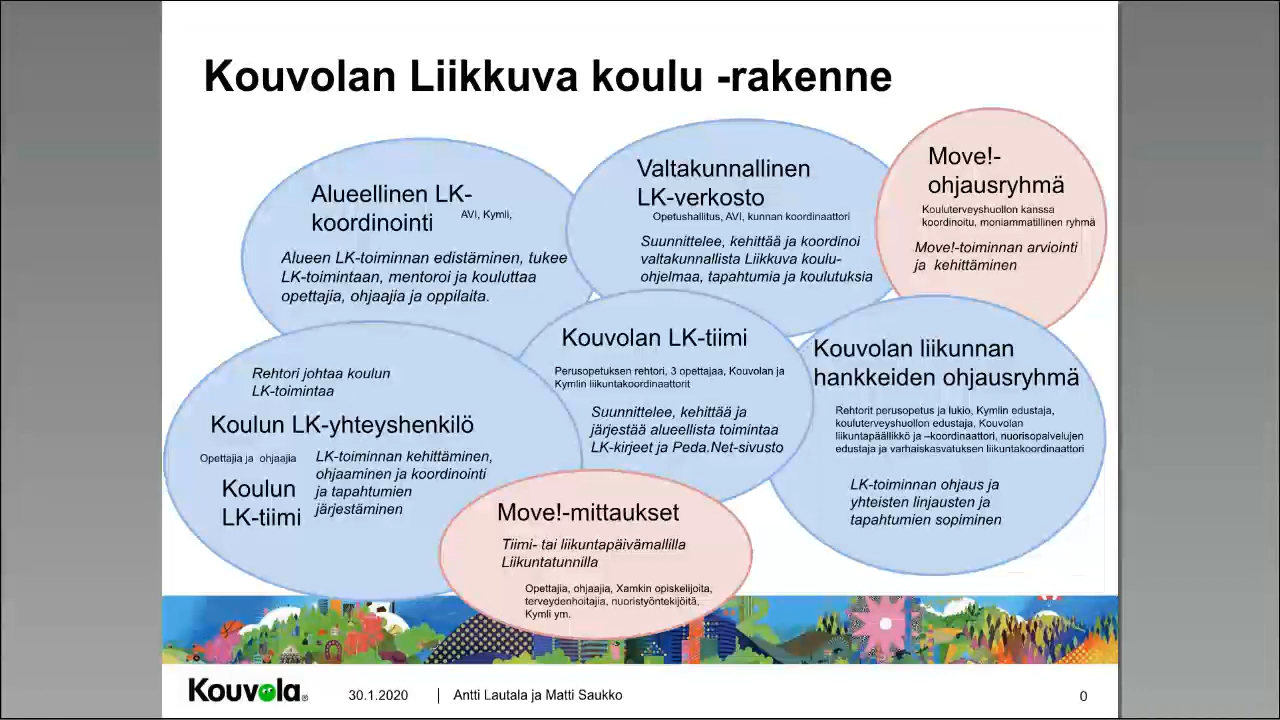 Kouvolan Liikkuva koulu -rakenne
Alueellinen LK-
koordinointi AVI, Kymli,
Alueen LK-toiminnan edistäminen, tukee
LK-toimintaan, mentoroi ja kouluttaa
opettajia, ohjaajia ja oppilaita.
Valtakunnallinen
LK-verkosto
Opetushallitus, AVI, kunnan koordinaattori
Suunnittelee, kehittää ja koordinoi
valtakunnallista Liikkuva koulu-
ohjelmaa, tapahtumia ja koulutuksia
Move!-
ohjausryhmä
Kouluterveyshuollon kanssa
koordinoitu, moniammatillinen ryhmä
Move!-toiminnan arviointi
ja kehittäminen
Rehtori johtaa koulun
LK-toimintaa
Koulun LK-yhteyshenkilö
Opettajia ja ohjaajia
Koulun
LK-tiimi
LK-toiminnan kehittäminen,
ohjaaminen ja koordinointi
ja tapahtumien
järjestäminen
Kouvolan LK-tiimi
Perusopetuksen rehtori, 3 opettajaa, Kouvolan ja
Kymlin liikuntakoordinaattorit
Suunnittelee, kehittää ja
järjestää alueellista toimintaa
LK-kirjeet ja Peda.Net-sivusto
Kouvolan liikunnan
hankkeiden ohjausryhmä
Rehtorit perusopetus ja lukio, Kymlin edustaja,
kouluterveyshuollon edustaja, Kouvolan
liikuntapäällikkö ja –koordinaattori, nuorisopalvelujen
edustaja ja varhaiskasvatuksen liikuntakoordinaattori
LK-toiminnan ohjaus ja
yhteisten linjausten ja
tapahtumien sopiminen
Move!-mittaukset
Tiimi- tai liikuntapäivämallilla
Liikuntatunnilla
Opettajia, ohjaajia, Xamkin opiskelijoita,
terveydenhoitajia, nuoristyöntekijöitä,
Kymli ym.
Kouvola®
30.1.2020 | Antti Lautala ja Matti Saukko 0